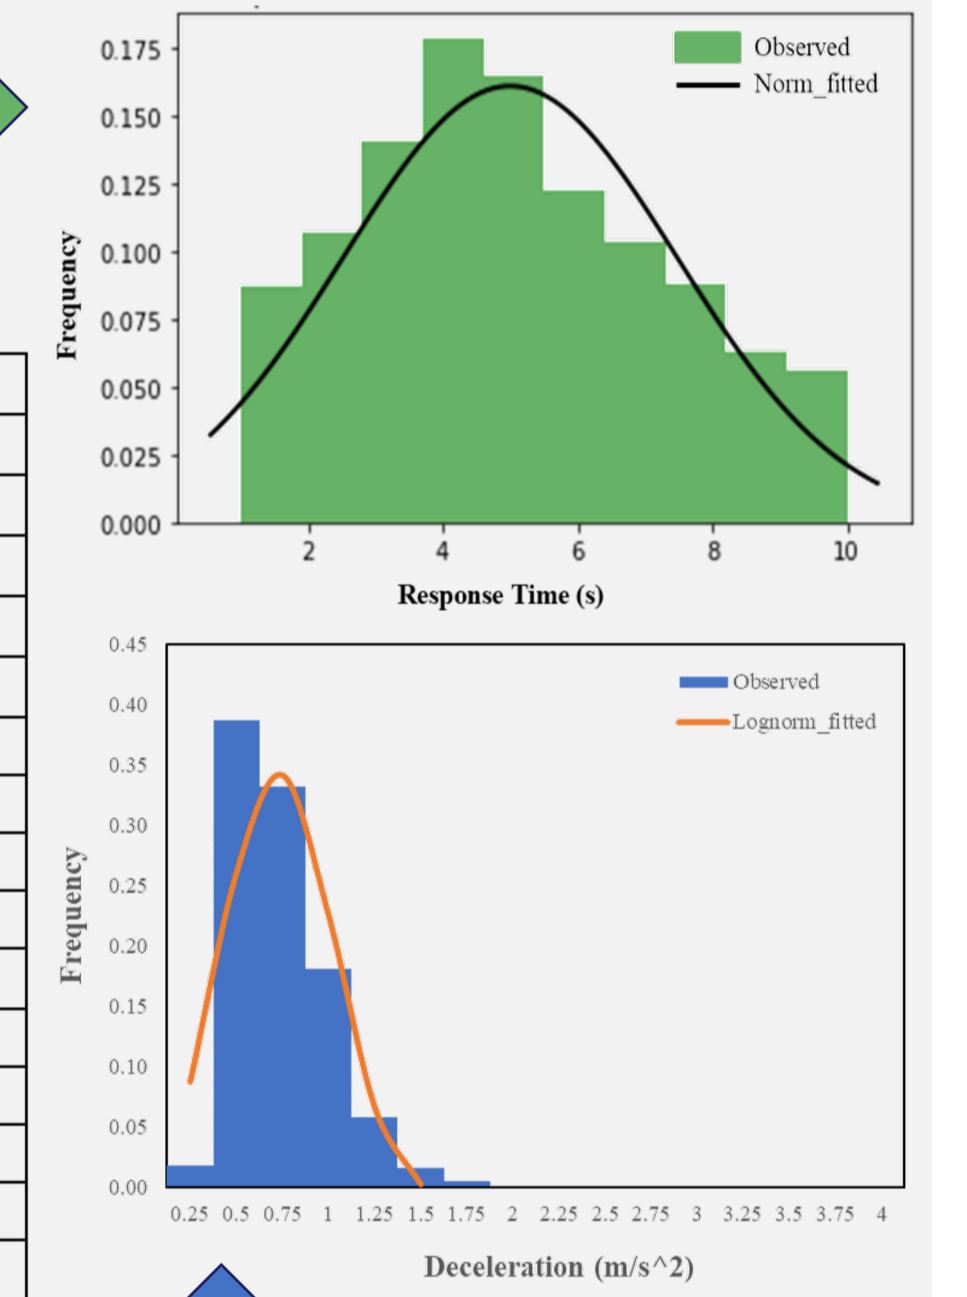 0.175
0.150
0.125
0.100
0.075
0.050
0.025
0.000
Frequency
Observed
Norm_fitted
2 4 6 8 10
Response Time (s)
0.45
0.40
0.35
0.30
0.25
0.20
0.15
0.10
0.05
0.00
Frequency
Observed
Lognorm_fitted
0.25 0.5 0.75 1 1.25 1.5 1.75 2 2.25 2.5 2.75 3 3.25 3.5 3.75 4
Deceleration (m/s^2)